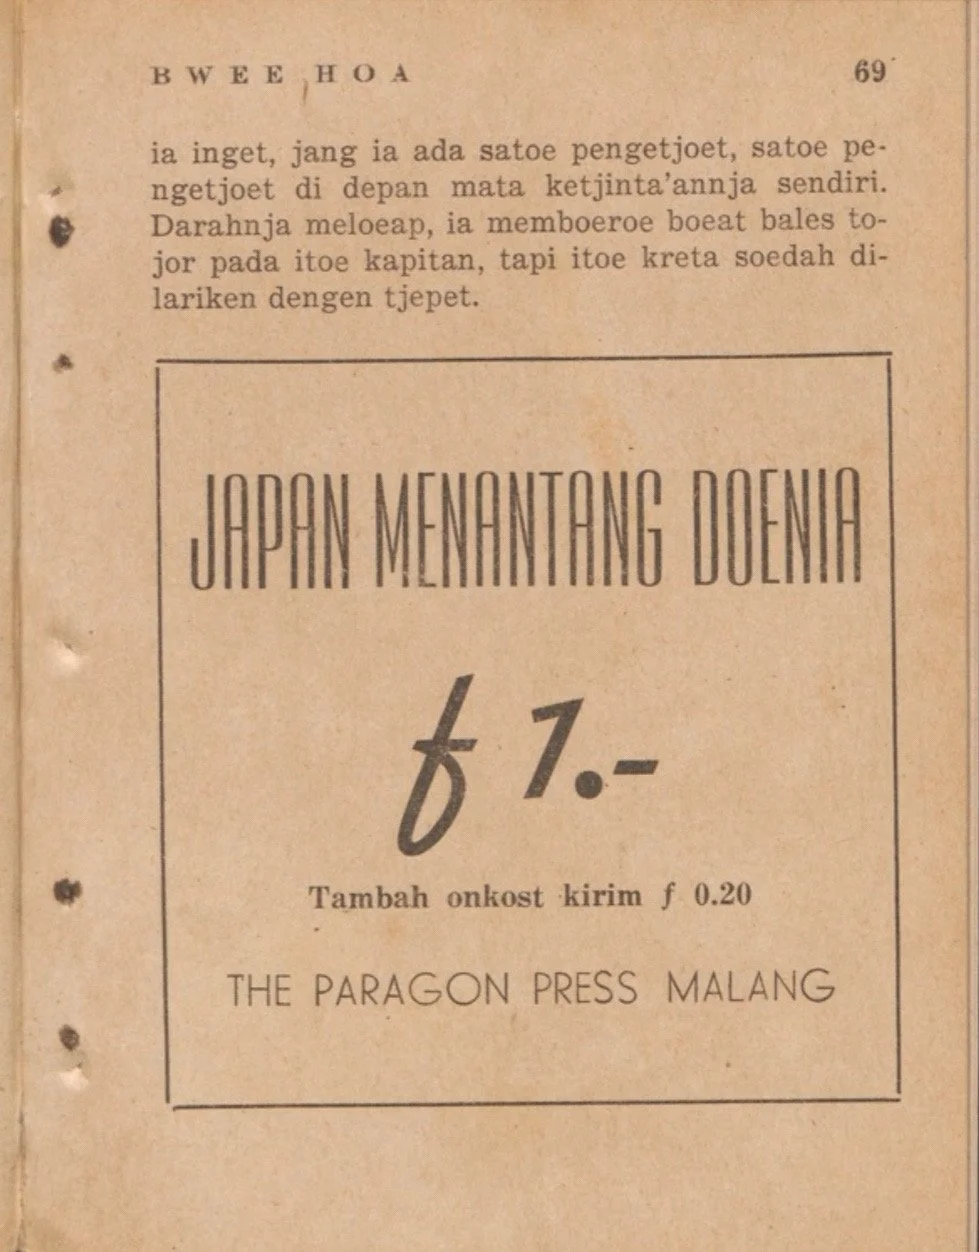 BWEE HOA 69
ia inget, jang ia ada satoe pengetjoet, satoe pe-
ngetjoet di depan mata ketjinta'annja sendiri.
Darahnja meloeap, ia memboeroe boeat bales to-
jor pada itoe kapitan, tapi itoe kreta soedah di-
lariken dengen tjepet.
JAPAN MENANTANG DOENIA
f 1.-
Tambah onkost kirim f 0.20
THE PARAGON PRESS MALANG